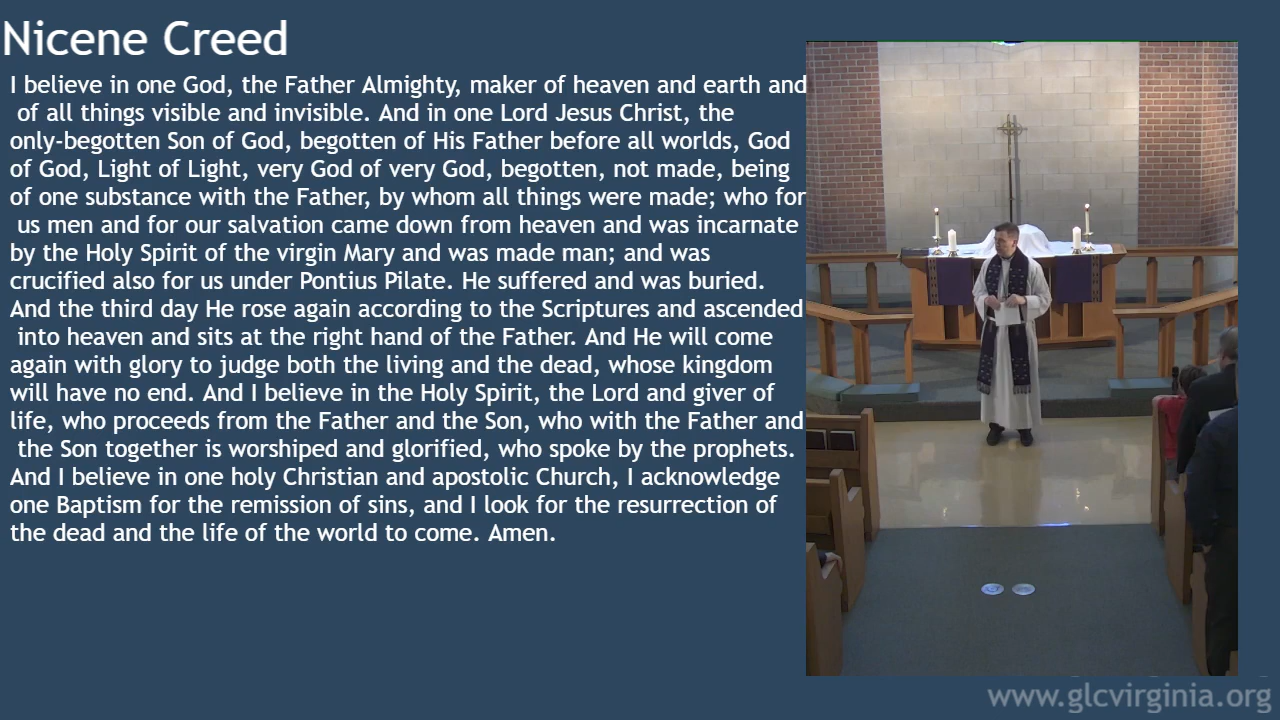 Nicene Creed
I believe in one God, the Father Almighty, maker of heaven and earth and
of all things visible and invisible. And in one Lord Jesus Christ, the
only-begotten Son of God, begotten of His Father before all worlds, God
of God, Light of Light, very God of very God, begotten, not made, being
of one substance with the Father, by whom all things were made; who for
us men and for our salvation came down from heaven and was incarnate
by the Holy Spirit of the virgin Mary and was made man; and was
crucified also for us under Pontius Pilate. He suffered and was buried.
And the third day He rose again according to the Scriptures and ascended
into heaven and sits at the right hand of the Father. And He will come
again with glory to judge both the living and the dead, whose kingdom
will have no end. And I believe in the Holy Spirit, the Lord and giver of
life, who proceeds from the Father and the Son, who with the Father and
the Son together is worshiped and glorified, who spoke by the prophets.
And I believe in one holy Christian and apostolic Church, I acknowledge
one Baptism for the remission of sins, and I look for the resurrection of
the dead and the life of the world to come. Amen.
www.glcvirginia.org